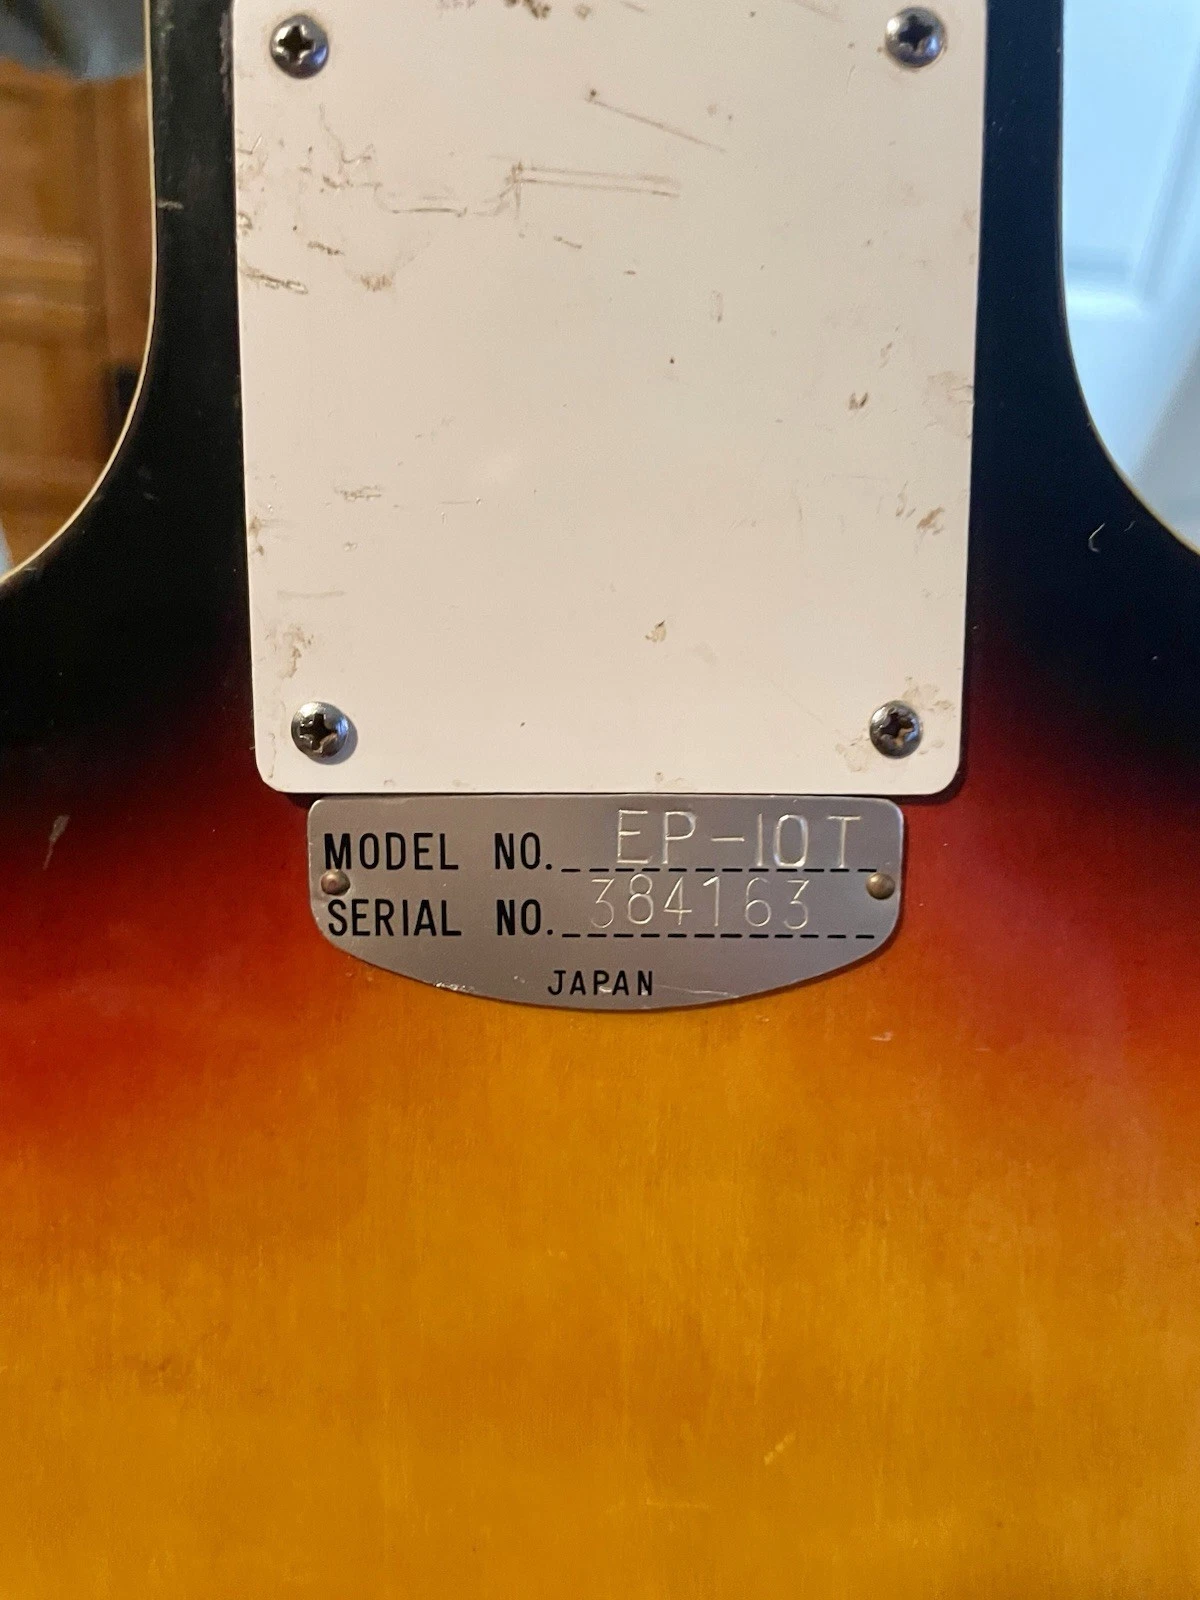 MODEL NO. EP-10T
SERIAL NO. 384163
JAPAN